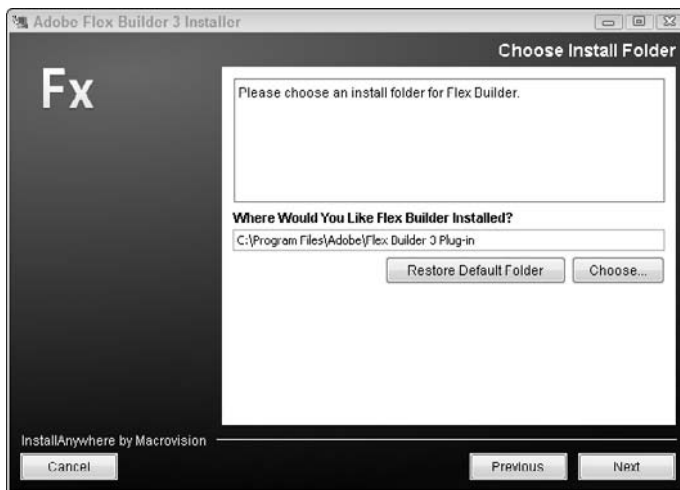 Adobe Flex Builder 3 Installer
Choose Install Folder
Fx
Please choose an install folder for Flex Builder.
Where Would You Like Flex Builder Installed?
C:\Program Files\Adobe\Flex Builder 3 Plug-in
Restore Default Folder
Choose...
InstallAnywhere by Macrovision
Cancel
Previous
Next